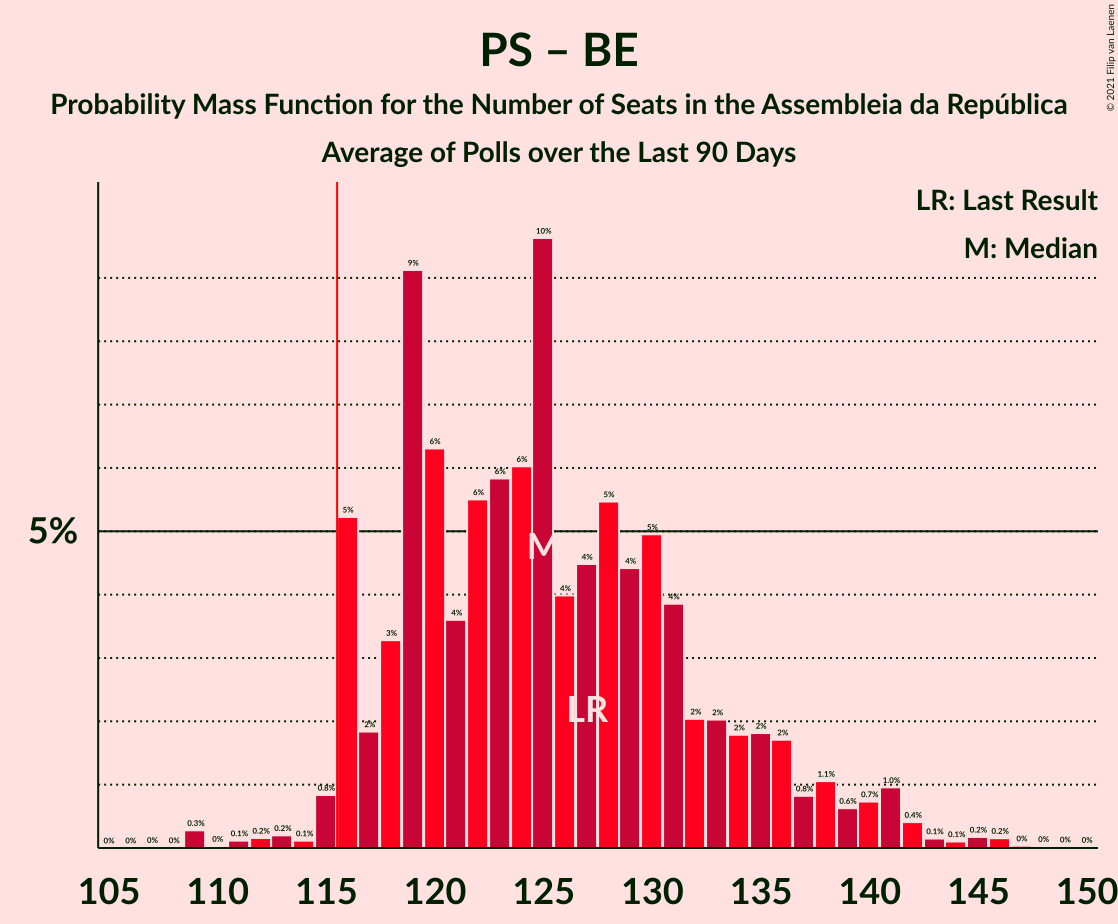 PS – BE
Probability Mass Function for the Number of Seats in the Assembleia da República
Average of Polls over the Last 90 Days
© 2021 Filip van Laenen
LR: Last Result
M: Median
5%
0% 0% 0% 0% 0.3% 0% 0.1% 0.2% 0.2% 0.1% 0.8% 5% 2% 3% 9% 6% 4% 6% 6% 6% 10% 4% 4% 5% 4% 5% 4% 2% 2% 2% 2% 2% 0.8% 1.1% 0.6% 0.7% 1.0% 0.4% 0.1% 0.1% 0.2% 0.2% 0% 0% 0% 0%
M
LR
105 110 115 120 125 130 135 140 145 150